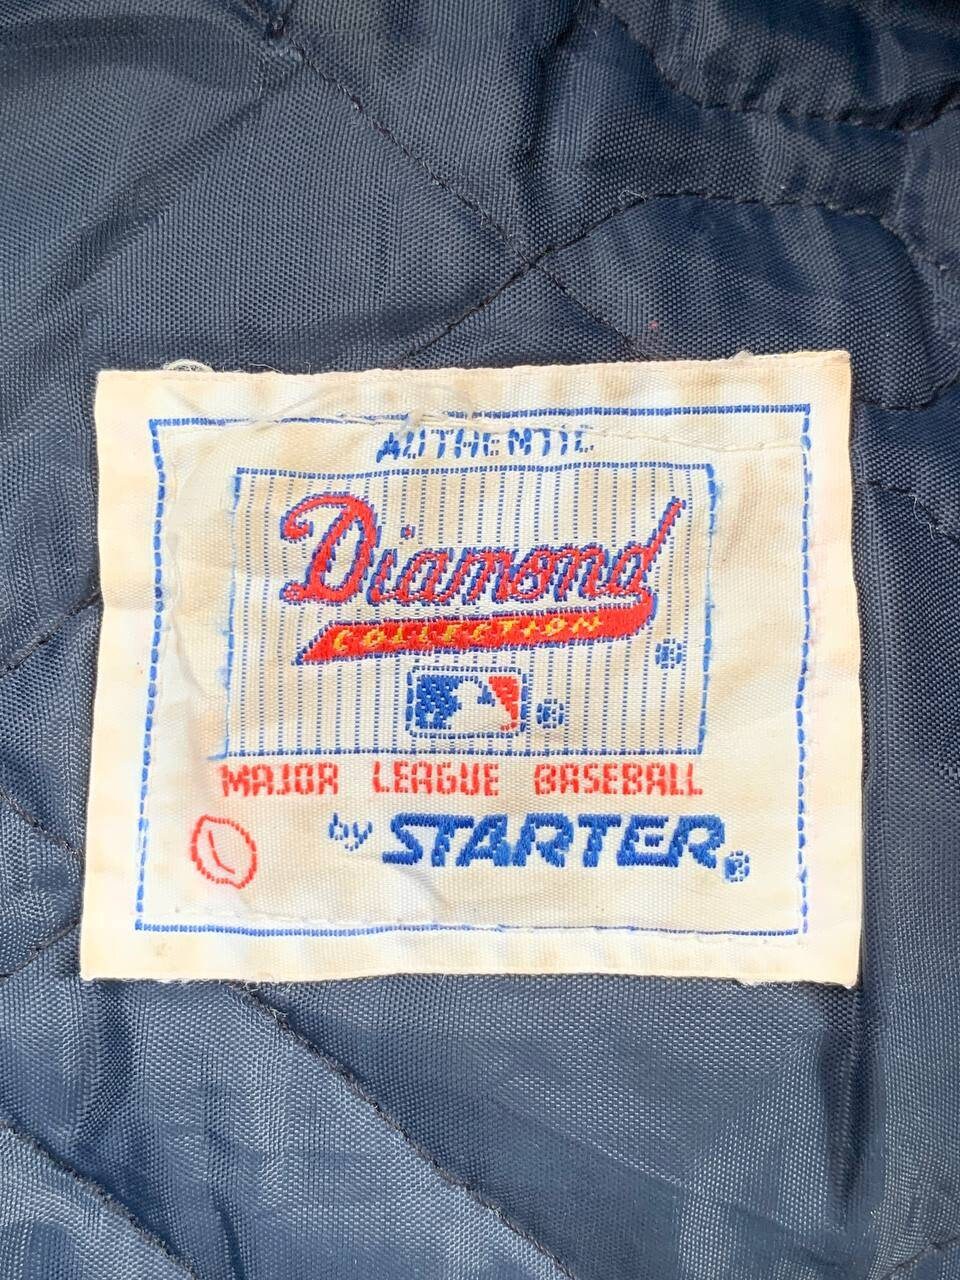 AUTHENTIC
Diamond
COLLECTION
®
®
MAJOR LEAGUE BASEBALL
L by STARTER®